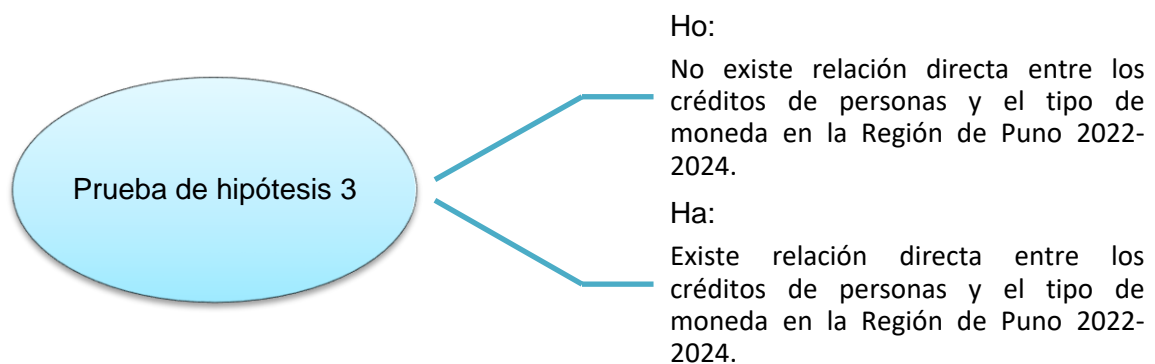 Prueba de hipótesis 3
Ho:
No existe relación directa entre los
créditos de personas y el tipo de
moneda en la Región de Puno 2022-
2024.
Ha:
Existe relación directa entre los
créditos de personas y el tipo de
moneda en la Región de Puno 2022-
2024.